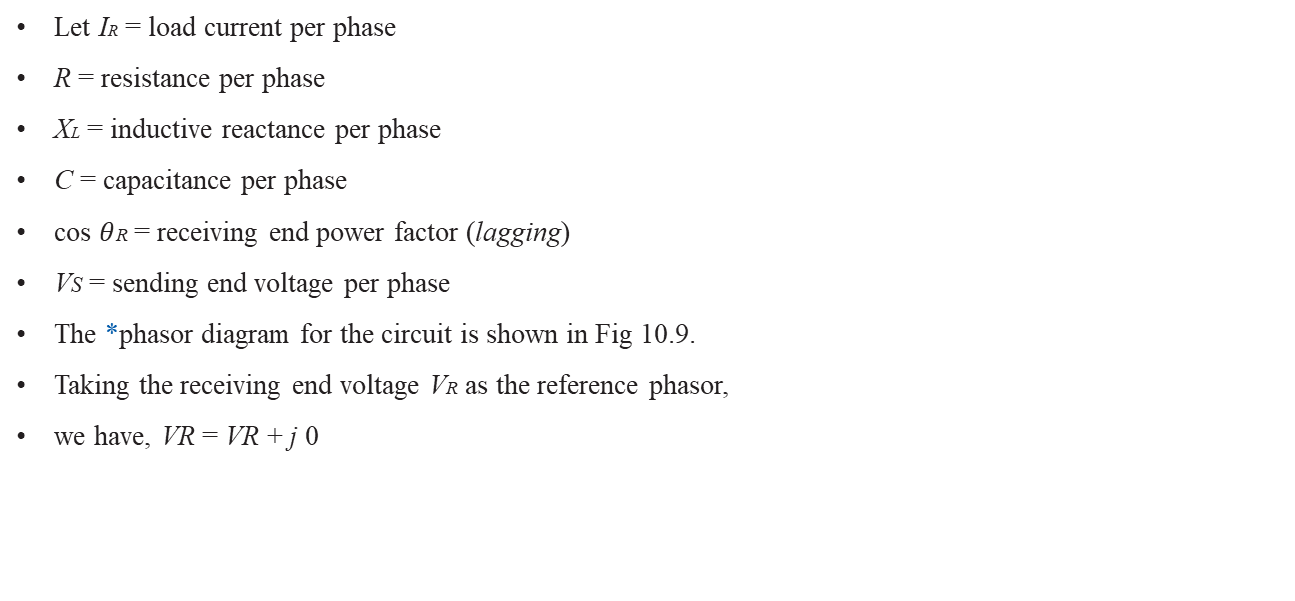 • Let IR = load current per phase
• R = resistance per phase
• XL = inductive reactance per phase
• C = capacitance per phase
• cos θR = receiving end power factor (lagging)
• VS = sending end voltage per phase
• The *phasor diagram for the circuit is shown in Fig 10.9.
• Taking the receiving end voltage VR as the reference phasor,
• we have, VR = VR + j 0